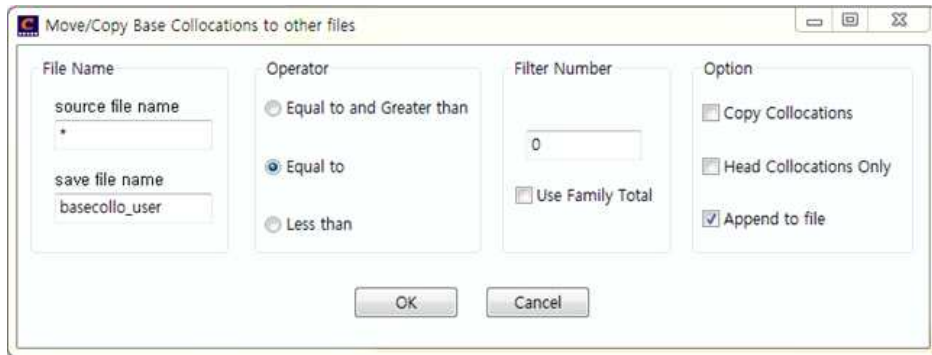 Move/Copy Base Collocations to other files
File Name
source file name
*
save file name
basecollo_user
Operator
Equal to and Greater than
Equal to
Less than
Filter Number
0
Use Family Total
Option
Copy Collocations
Head Collocations Only
Append to file
OK
Cancel